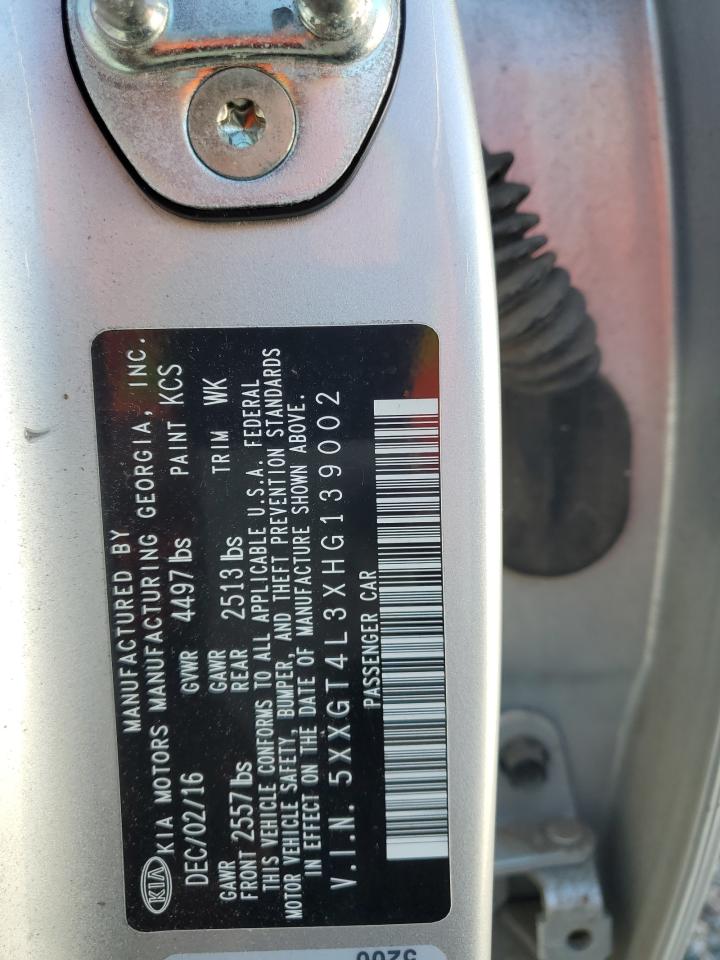 MANUFACTURED BY
KIA KIA MOTORS MANUFACTURING GEORGIA, INC.
DEC/02/16 GVWR 4497 lbs PAINT KCS
GAWR FRONT 2557 lbs GAWR REAR 2513 lbs TRIM WK
THIS VEHICLE CONFORMS TO ALL APPLICABLE U.S.A. FEDERAL
MOTOR VEHICLE SAFETY, BUMPER, AND THEFT PREVENTION STANDARDS
IN EFFECT ON THE DATE OF MANUFACTURE SHOWN ABOVE.
V.I.N. 5XXGT4L3XHG139002
PASSENGER CAR